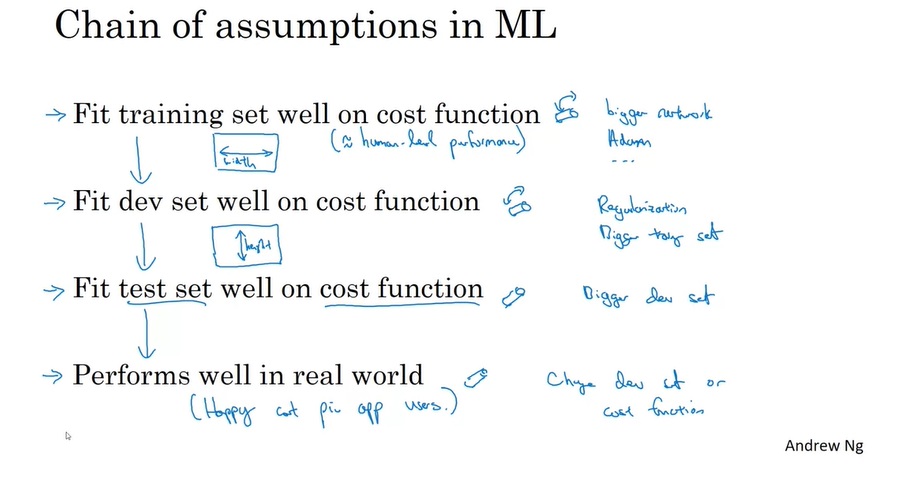 Chain of assumptions in ML
→ Fit training set well on cost function
bigger network
(≈ human-level performance)
Adam
...
width
→ Fit dev set well on cost function
Regularization
Bigger training set
height
→ Fit test set well on cost function
Bigger dev set
→ Performs well in real world
Change dev set or
(Happy cat pic app users.)
cost function
Andrew Ng